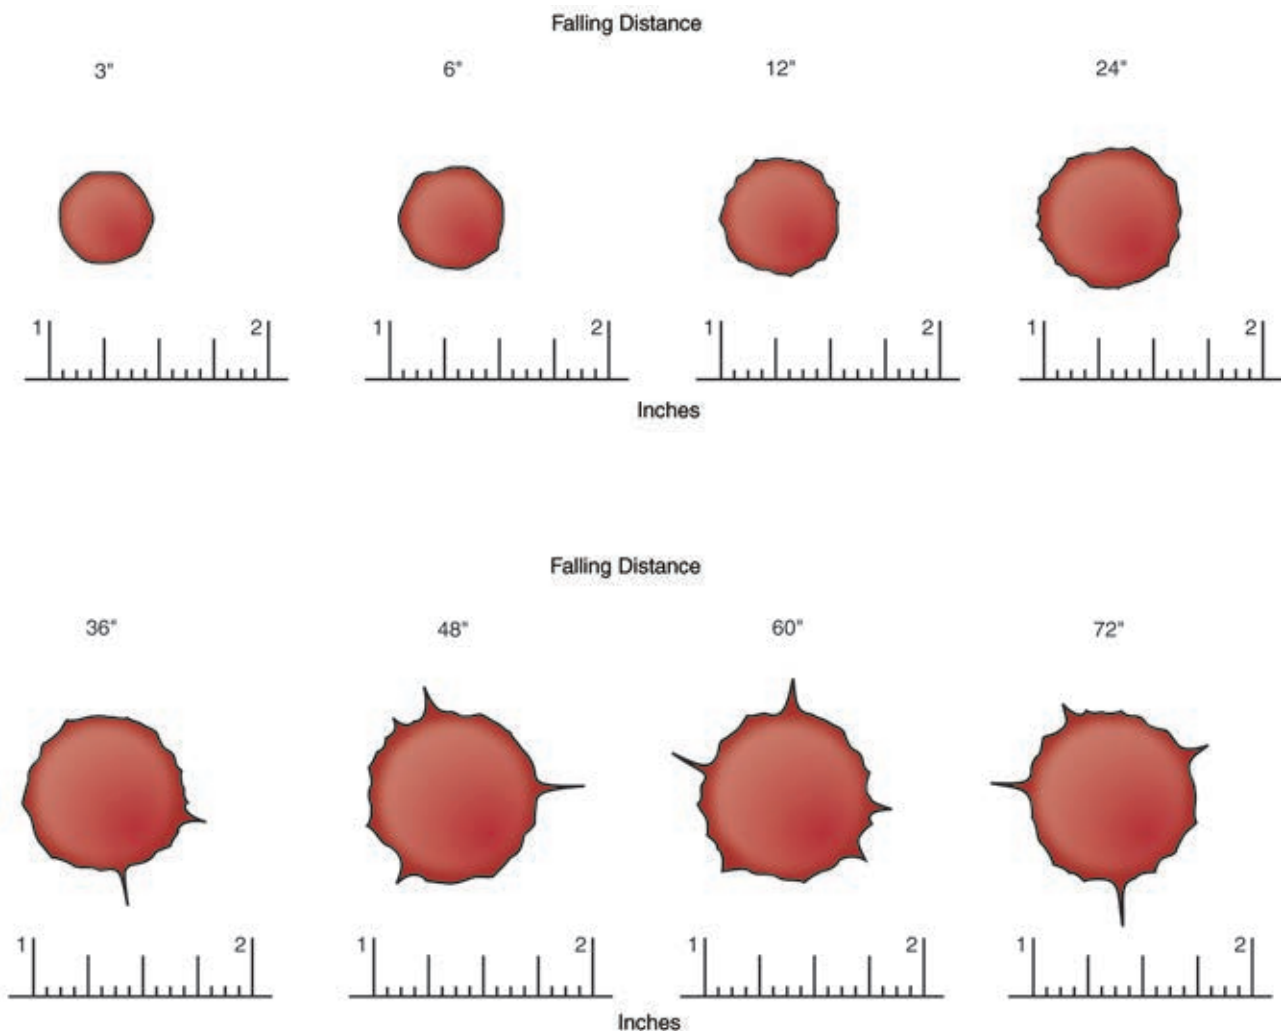 Falling Distance
3" 6" 12" 24"
1 2 1 2 1 2 1 2
Inches
Falling Distance
36" 48" 60" 72"
1 2 1 2 1 2 1 2
Inches